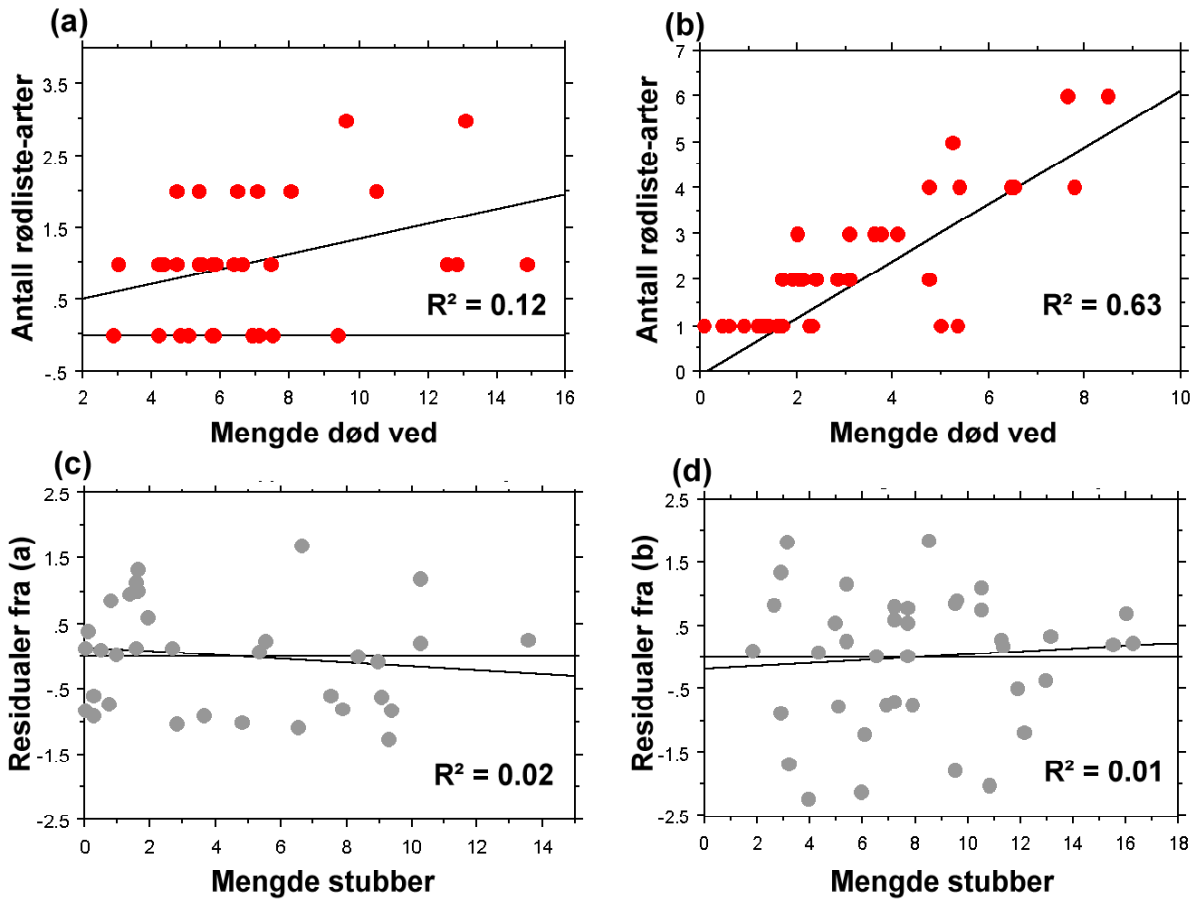 (a)
Antall rødliste-arter
3.5
2.5
1.5
.5
-.5
R² = 0.12
2 4 6 8 10 12 14 16
Mengde død ved
(b)
Antall rødliste-arter
7
6
5
4
3
2
1
0
R² = 0.63
0 2 4 6 8 10
Mengde død ved
(c)
Residualer fra (a)
2.5
1.5
.5
-.5
-1.5
-2.5
R² = 0.02
0 2 4 6 8 10 12 14
Mengde stubber
(d)
Residualer fra (b)
2.5
1.5
.5
-.5
-1.5
-2.5
R² = 0.01
0 2 4 6 8 10 12 14 16 18
Mengde stubber